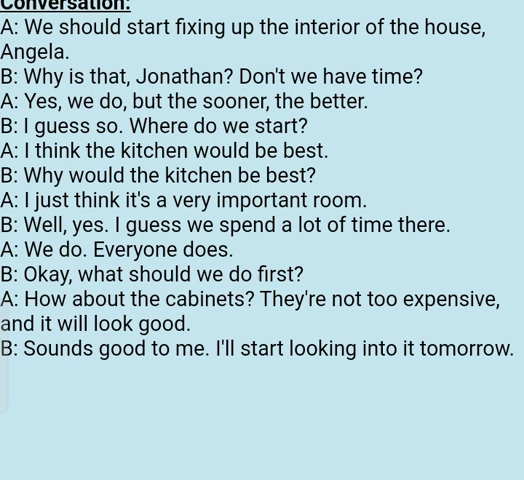 Conversation:
A: We should start fixing up the interior of the house,
Angela.
B: Why is that, Jonathan? Don't we have time?
A: Yes, we do, but the sooner, the better.
B: I guess so. Where do we start?
A: I think the kitchen would be best.
B: Why would the kitchen be best?
A: I just think it's a very important room.
B: Well, yes. I guess we spend a lot of time there.
A: We do. Everyone does.
B: Okay, what should we do first?
A: How about the cabinets? They're not too expensive,
and it will look good.
B: Sounds good to me. I'll start looking into it tomorrow.